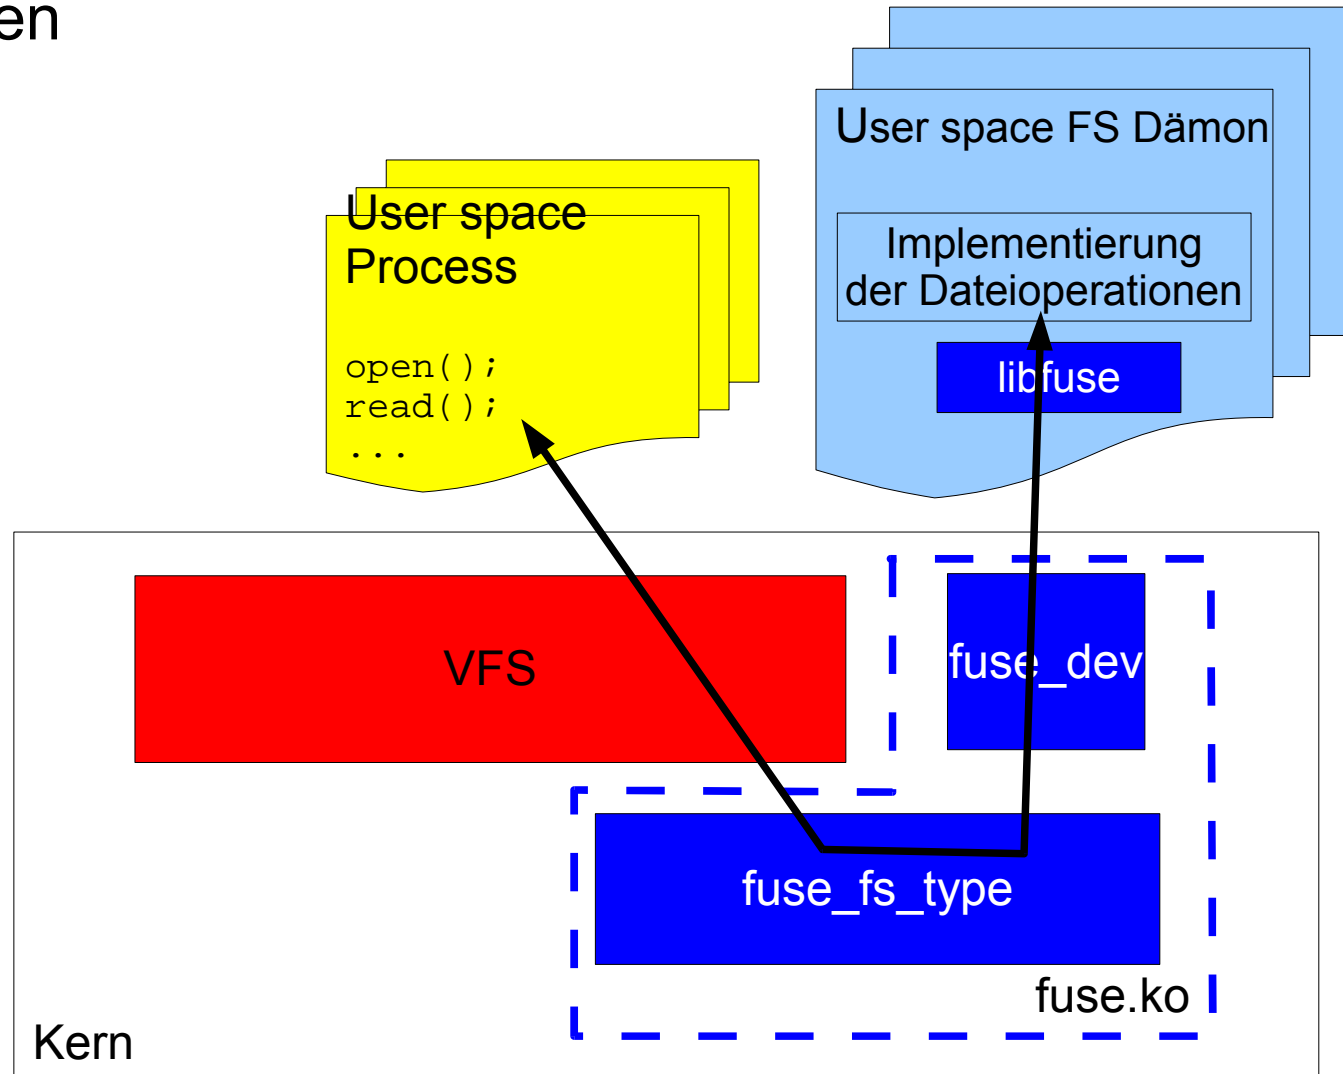 en
User space FS Dämon
User space
Process
Implementierung
der Dateioperationen
open();
read();
...
libfuse
VFS
fuse_dev
fuse_fs_type
fuse.ko
Kern